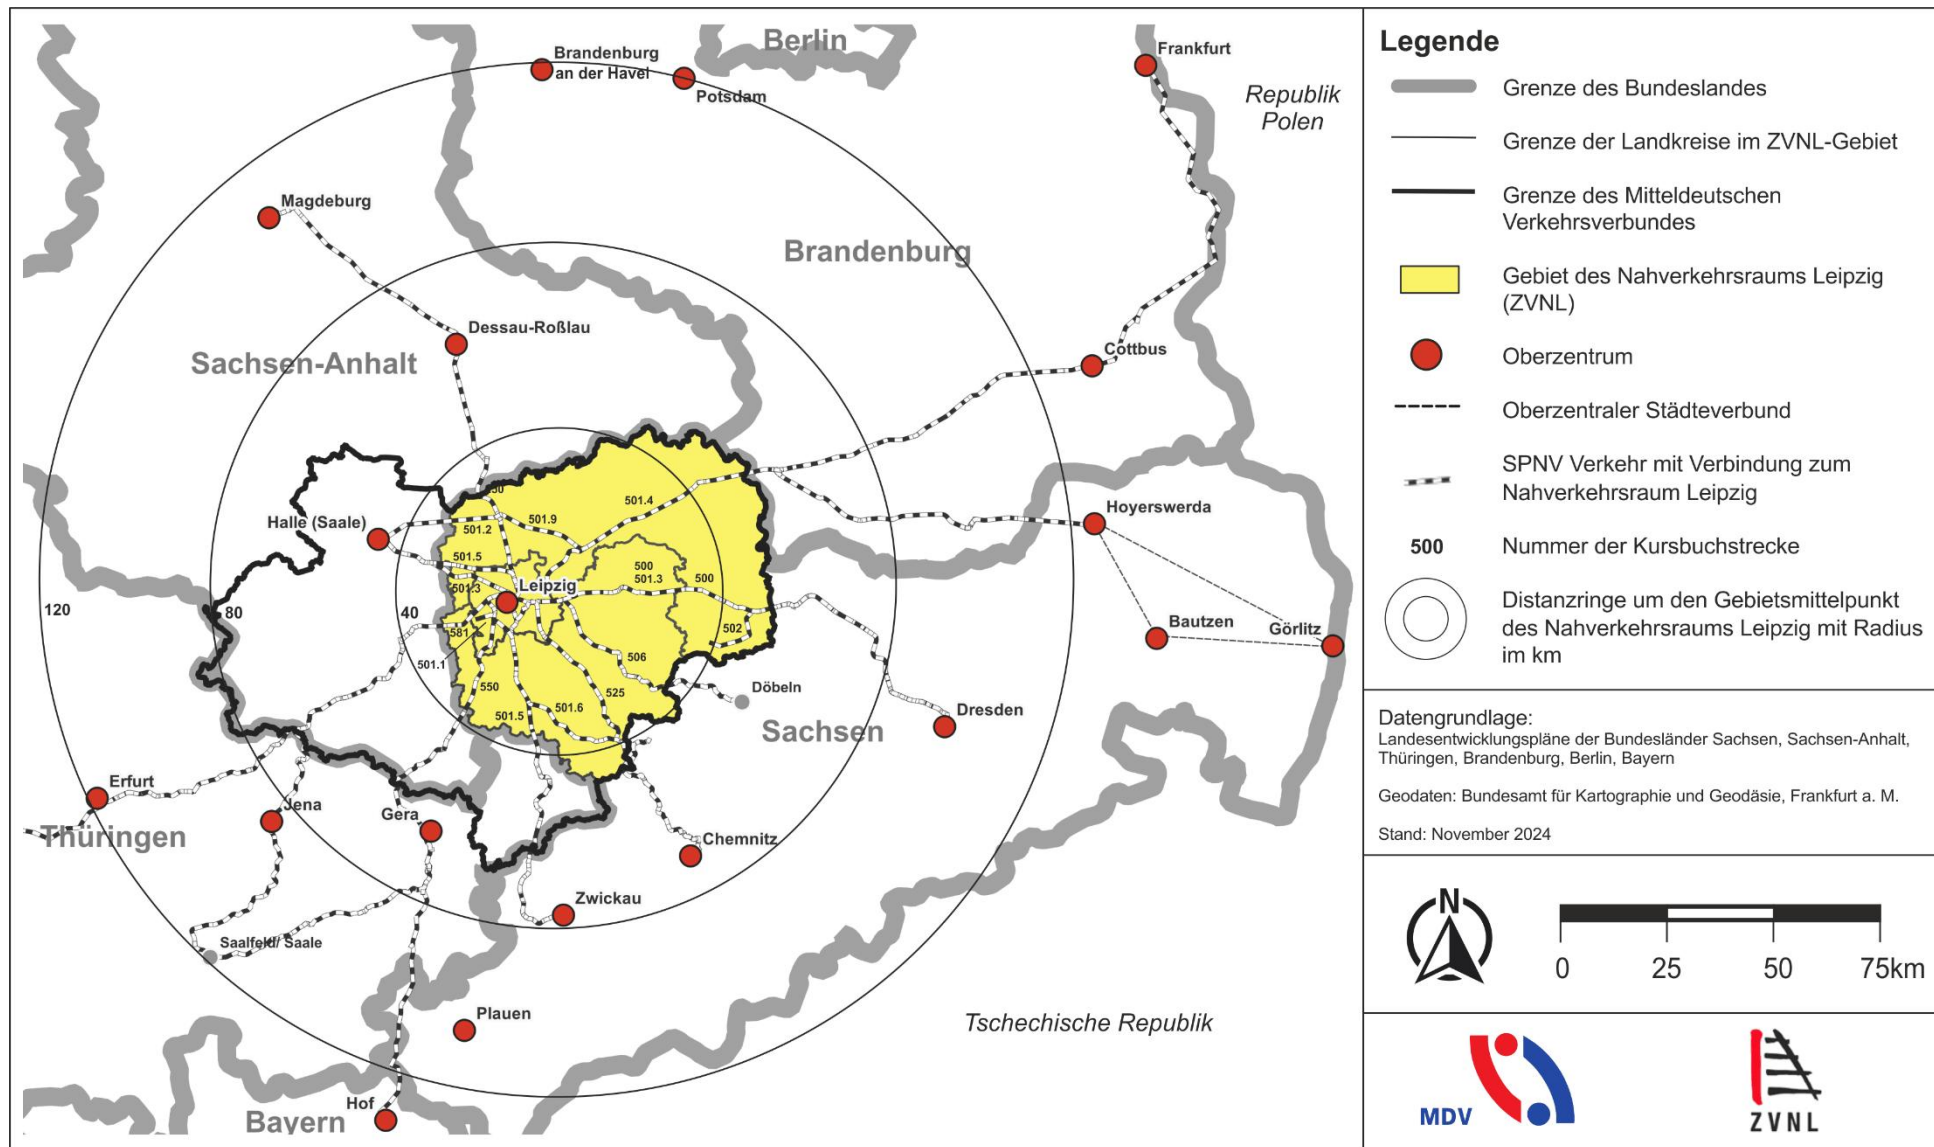 Berlin
Brandenburg
an der Havel
Potsdam
Frankfurt
Republik
Polen
Magdeburg
Brandenburg
Dessau-Roßlau
Sachsen-Anhalt
Cottbus
Halle (Saale)
501.2
501.9
501.4
Hoyerswerda
501.5
501.3
Leipzig
500
501.3
500
120
80
40
581
501.1
502
506
550
525
501.5
501.6
Döbeln
Bautzen
Görlitz
Sachsen
Dresden
Erfurt
Jena
Gera
Thüringen
Chemnitz
Zwickau
Saalfeld/ Saale
Plauen
Tschechische Republik
Hof
Bayern
Legende
Grenze des Bundeslandes
Grenze der Landkreise im ZVNL-Gebiet
Grenze des Mitteldeutschen
Verkehrsverbundes
Gebiet des Nahverkehrsraums Leipzig
(ZVNL)
Oberzentrum
Oberzentraler Städteverbund
SPNV Verkehr mit Verbindung zum
Nahverkehrsraum Leipzig
500 Nummer der Kursbuchstrecke
Distanzringe um den Gebietsmittelpunkt
des Nahverkehrsraums Leipzig mit Radius
im km
Datengrundlage:
Landesentwicklungspläne der Bundesländer Sachsen, Sachsen-Anhalt,
Thüringen, Brandenburg, Berlin, Bayern
Geodaten: Bundesamt für Kartographie und Geodäsie, Frankfurt a. M.
Stand: November 2024
N
0 25 50 75km
MDV
ZVNL